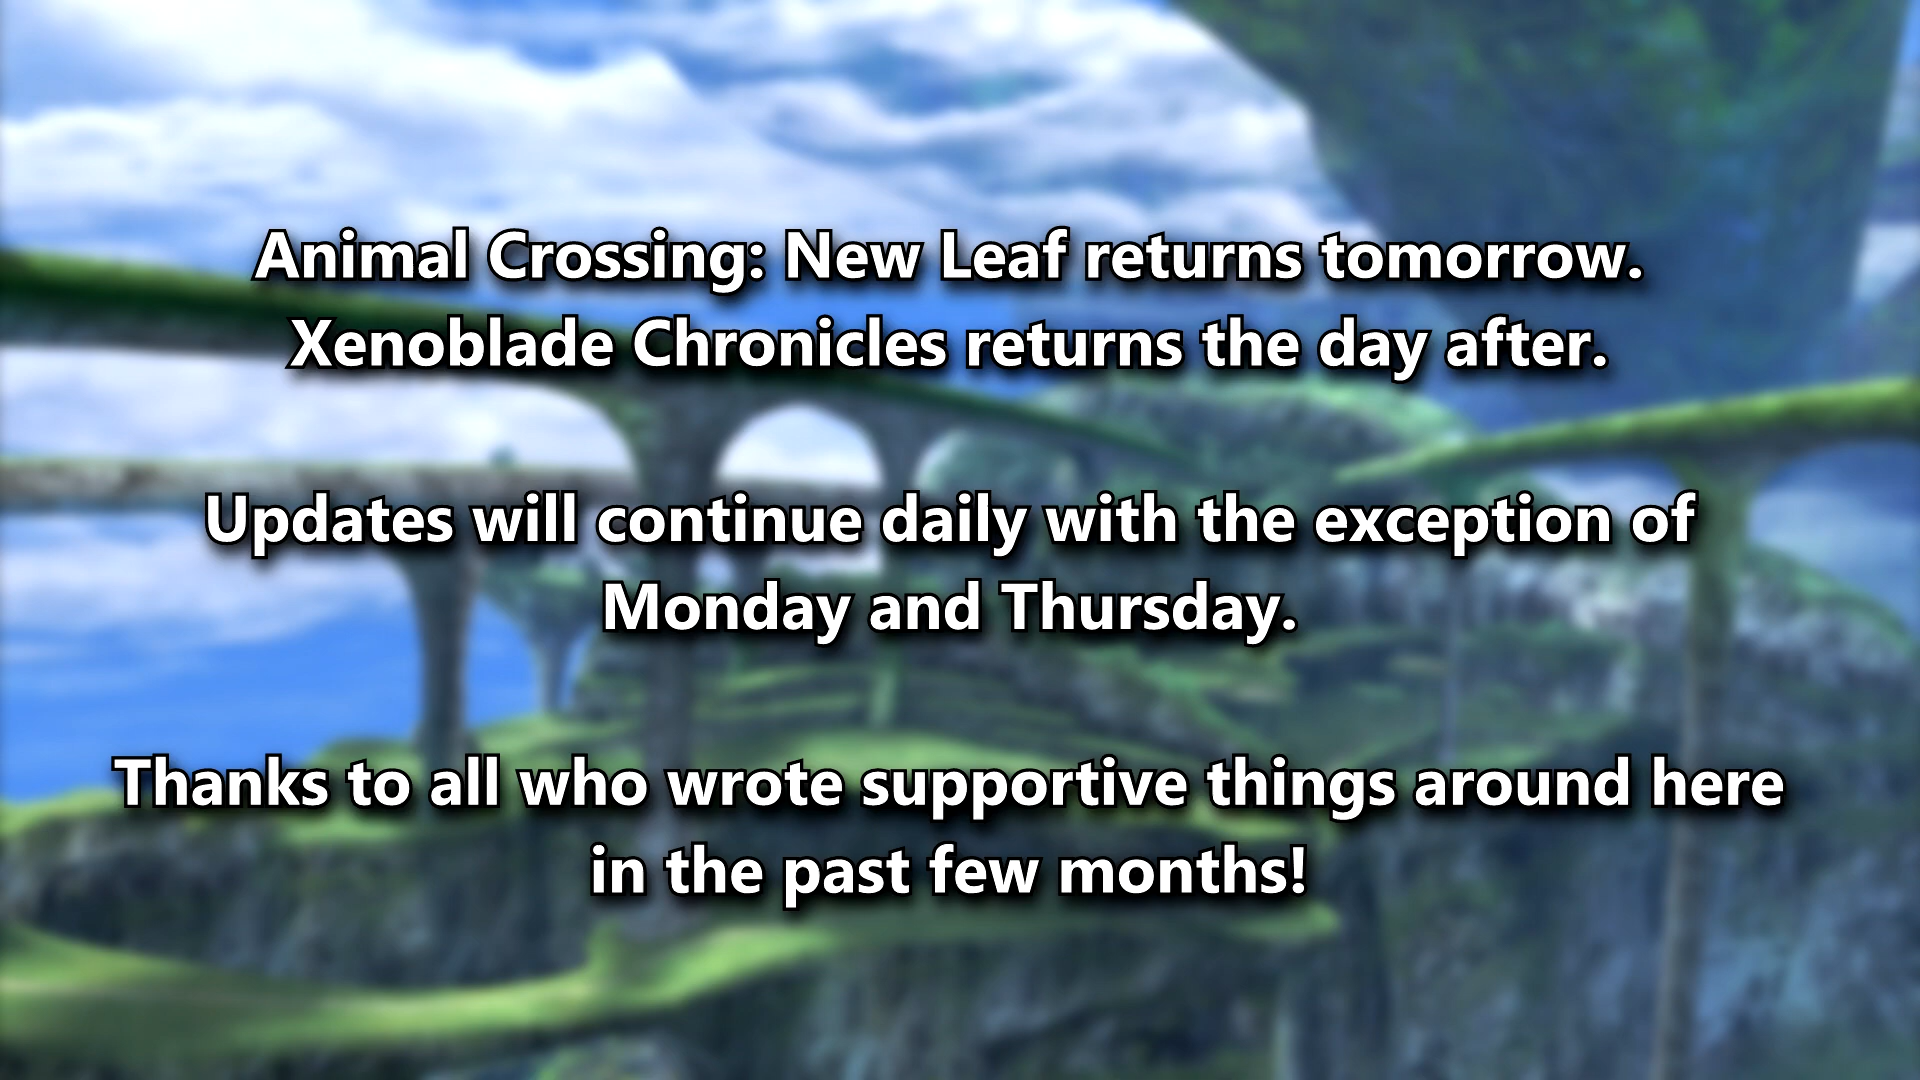 Animal Crossing: New Leaf returns tomorrow.
Xenoblade Chronicles returns the day after.
Updates will continue daily with the exception of
Monday and Thursday.
Thanks to all who wrote supportive things around here
in the past few months!